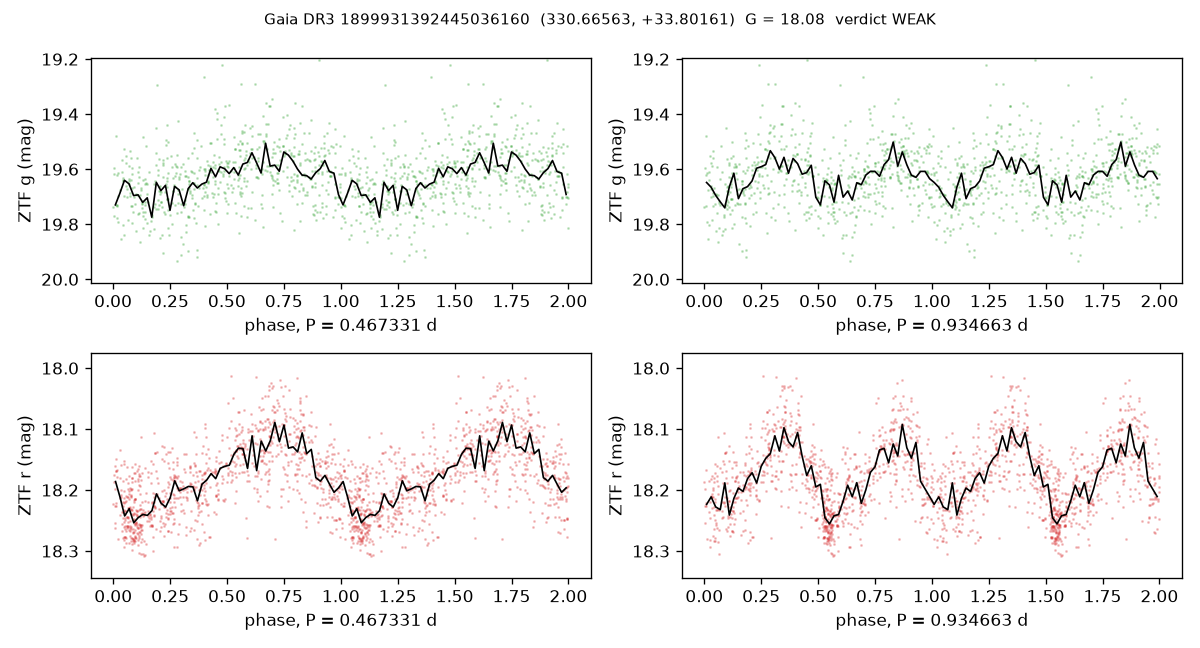 Gaia DR3 1899931392445036160 (330.66563, +33.80161) G = 18.08 verdict WEAK
ZTF g (mag)
19.2
19.4
19.6
19.8
20.0
0.00 0.25 0.50 0.75 1.00 1.25 1.50 1.75 2.00
phase, P = 0.467331 d
ZTF g (mag)
19.2
19.4
19.6
19.8
20.0
0.00 0.25 0.50 0.75 1.00 1.25 1.50 1.75 2.00
phase, P = 0.934663 d
ZTF r (mag)
18.0
18.1
18.2
18.3
0.00 0.25 0.50 0.75 1.00 1.25 1.50 1.75 2.00
phase, P = 0.467331 d
ZTF r (mag)
18.0
18.1
18.2
18.3
0.00 0.25 0.50 0.75 1.00 1.25 1.50 1.75 2.00
phase, P = 0.934663 d